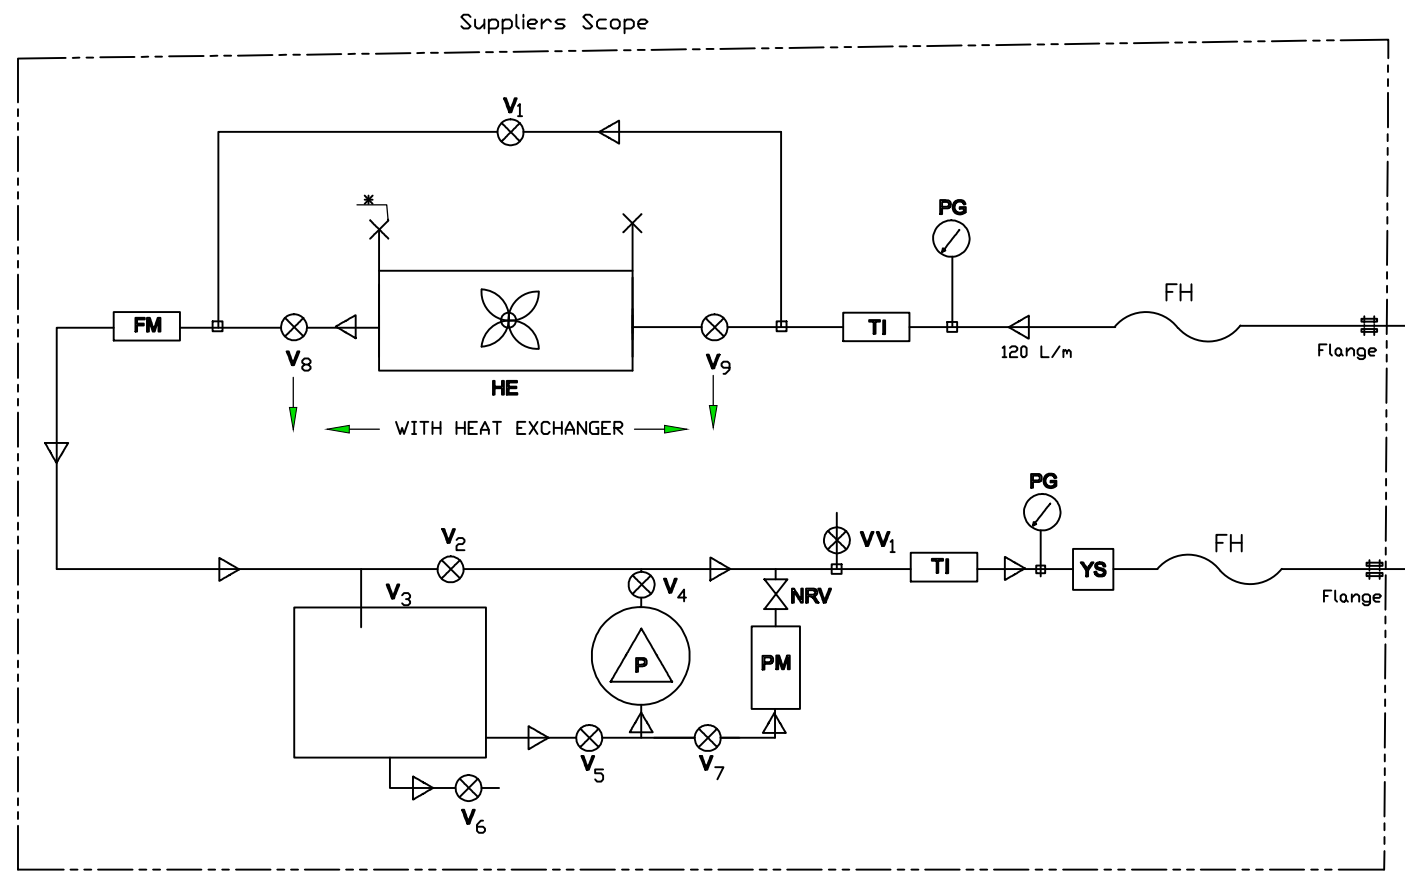 Suppliers Scope
V1
PG
FH
FM
TI
V8
V9
120 L/m
Flange
HE
WITH HEAT EXCHANGER
PG
V2
VV1
FH
TI
YS
V3
V4
NRV
Flange
P
PM
V5
V7
V6